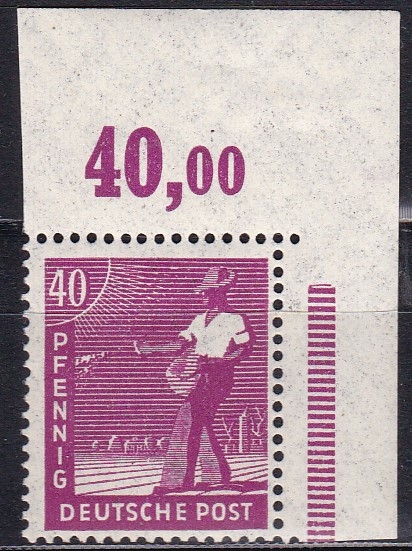 40,00
40
PFENNIG
DEUTSCHE POST